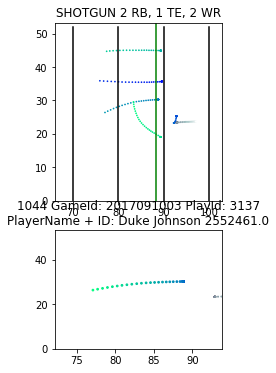 SHOTGUN 2 RB, 1 TE, 2 WR
50
40
30
20
10
0
70 80 90 100
1044 GameId: 2017091003 PlayId: 3137
PlayerName + ID: Duke Johnson 2552461.0
40
20
0
75 80 85 90